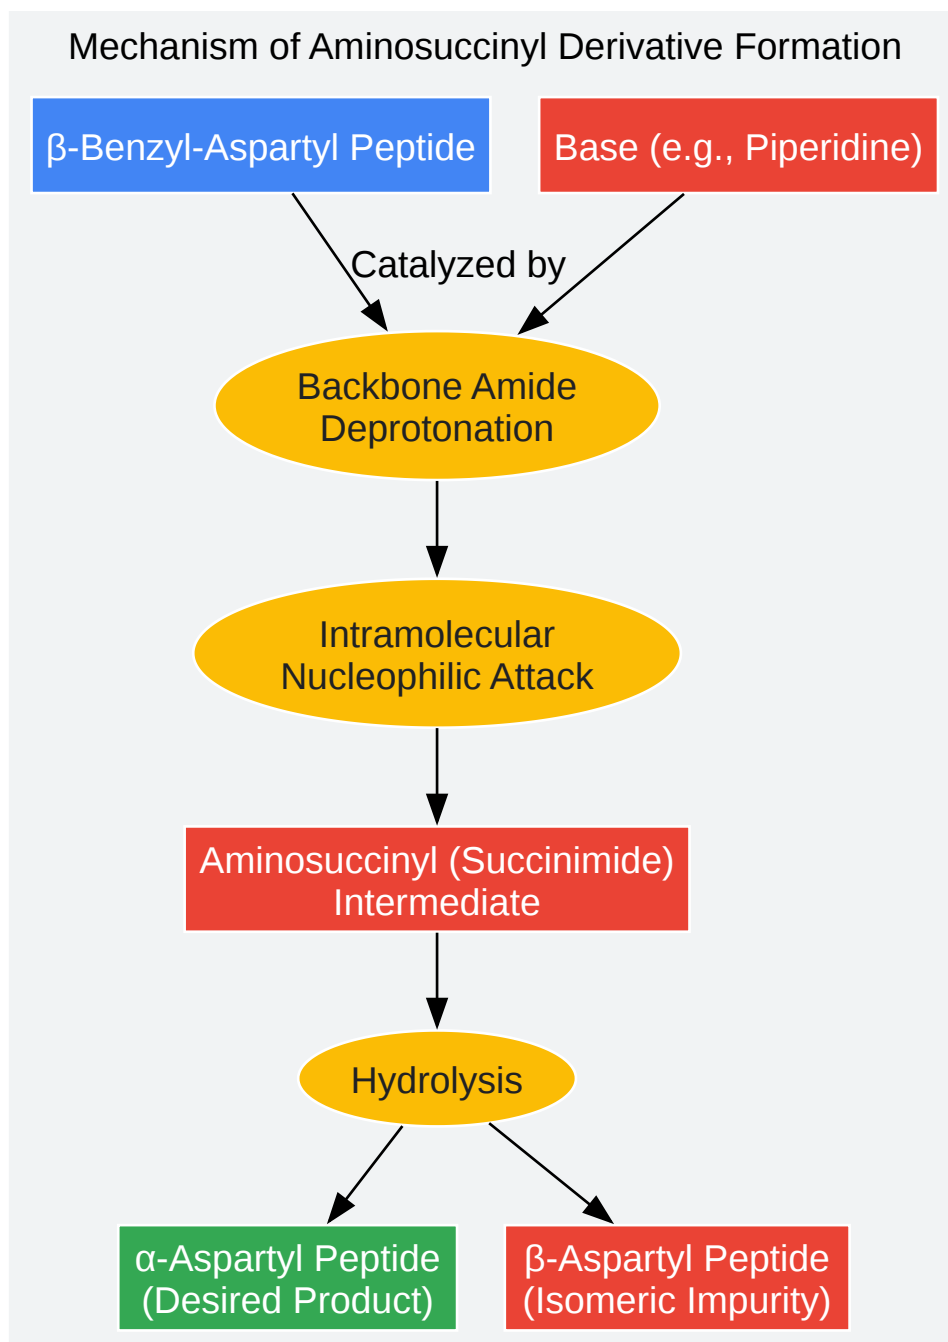 Mechanism of Aminosuccinyl Derivative Formation
β-Benzyl-Aspartyl Peptide
Base (e.g., Piperidine)
Catalyzed by
Backbone Amide
Deprotonation
Intramolecular
Nucleophilic Attack
Aminosuccinyl (Succinimide)
Intermediate
Hydrolysis
α-Aspartyl Peptide
(Desired Product)
β-Aspartyl Peptide
(Isomeric Impurity)